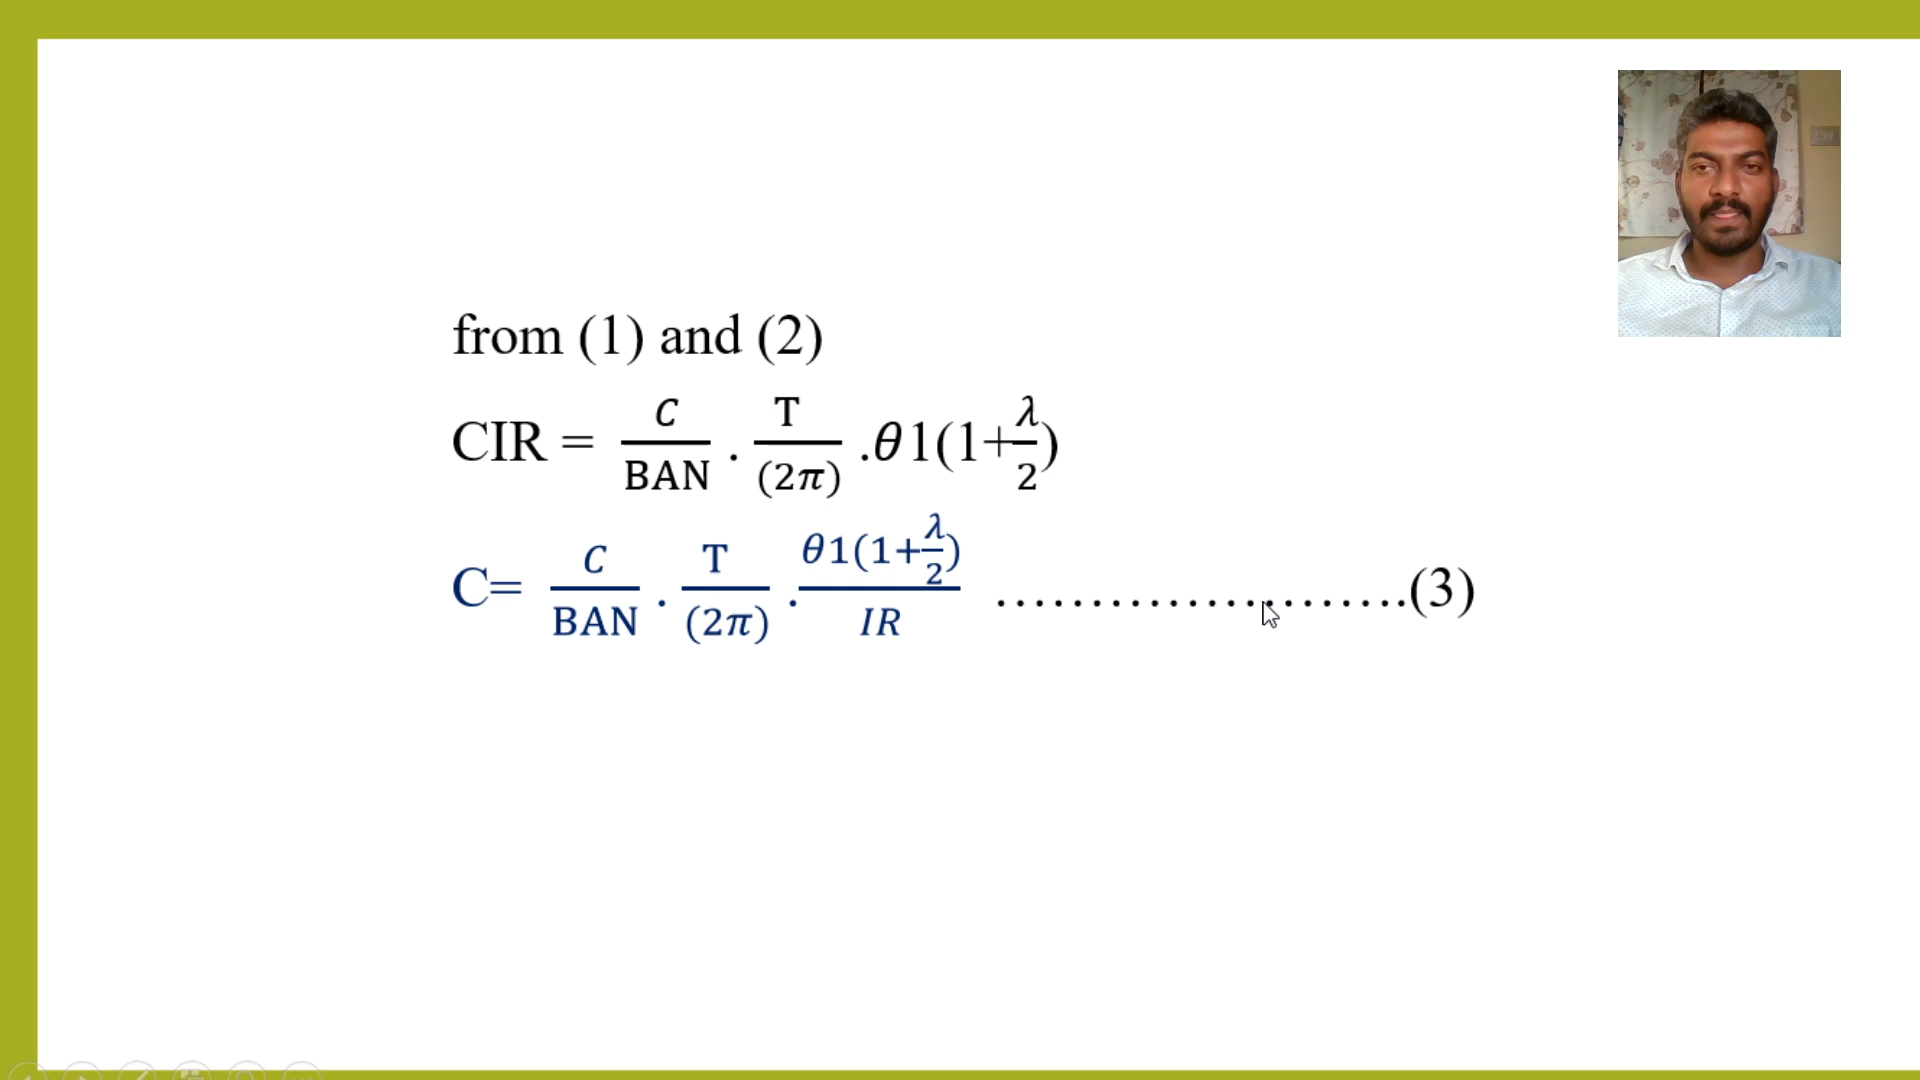 from (1) and (2)
CIR = C/BAN . T/(2π) .θ1(1+λ/2)
C= C/BAN . T/(2π) . θ1(1+λ/2)/IR ......................(3)